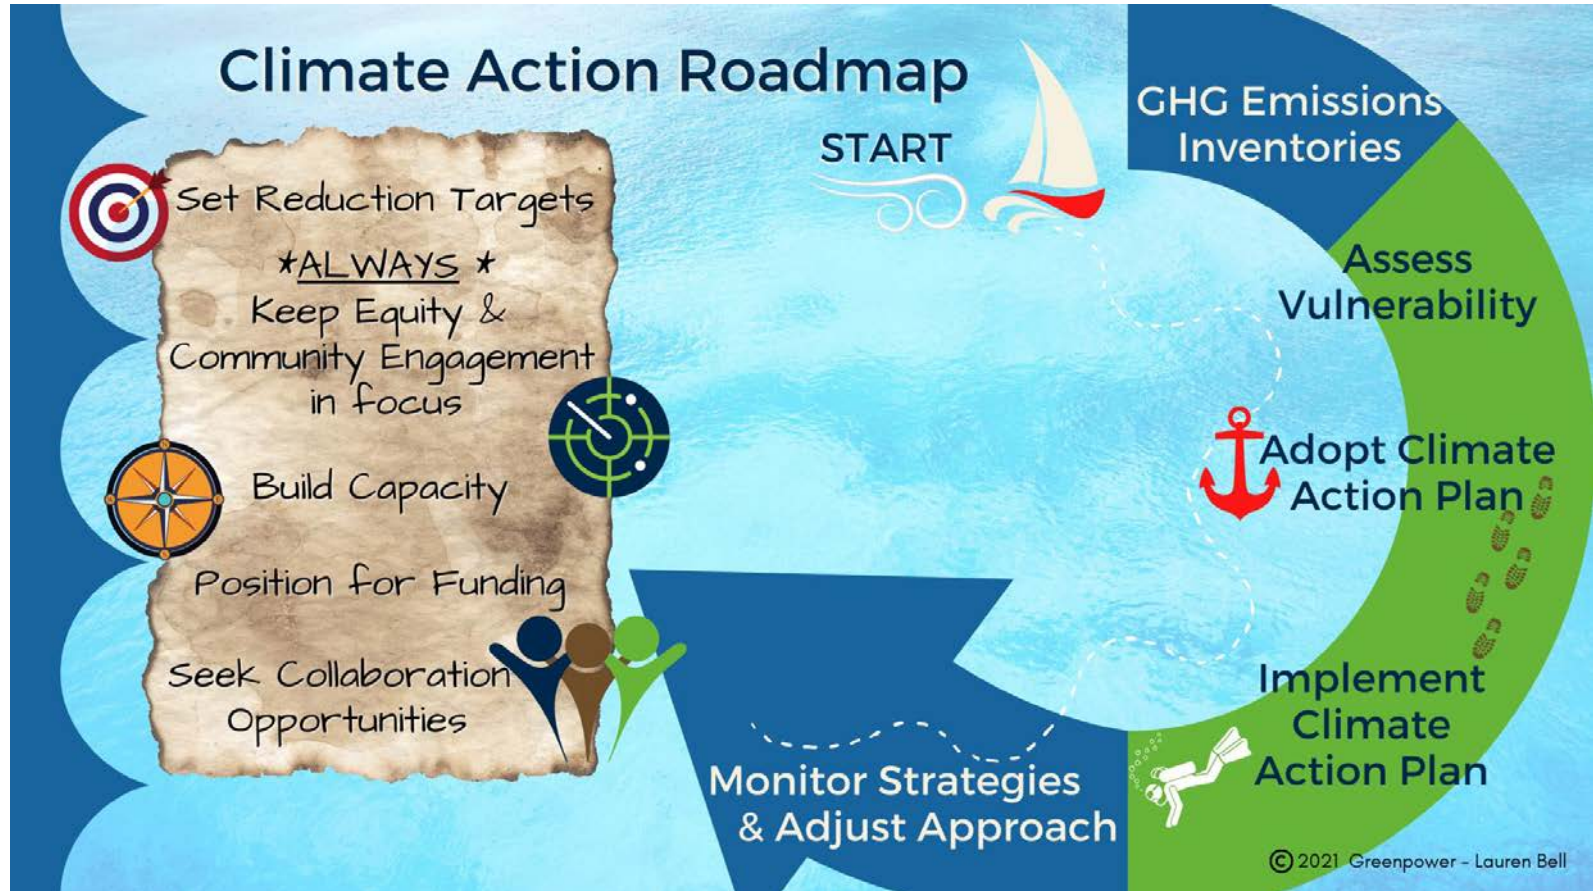 Climate Action Roadmap
START
Set Reduction Targets
*ALWAYS *
Keep Equity &
Community Engagement
in focus
Build Capacity
Position for Funding
Seek Collaboration
Opportunities
GHG Emissions
Inventories
Assess
Vulnerability
Adopt Climate
Action Plan
Implement
Climate
Action Plan
Monitor Strategies
& Adjust Approach
© 2021 Greenpower - Lauren Bell